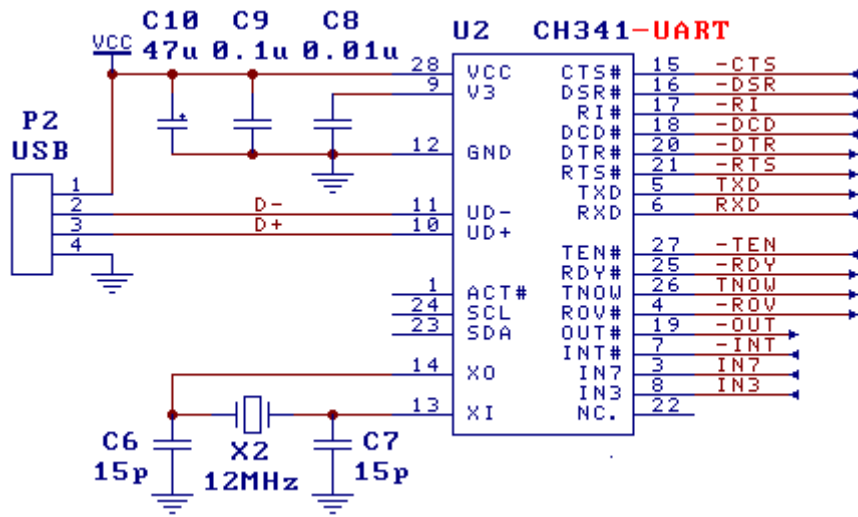 C10 C9 C8
VCC 47u 0.1u 0.01u
U2 CH341-UART
P2
USB
1
2
3
4
D-
D+
28 VCC
9 V3
12 GND
11 UD-
10 UD+
1 ACT#
24 SCL
23 SDA
14 XO
13 XI
CTS# 15 -CTS
DSR# 16 -DSR
RI# 17 -RI
DCD# 18 -DCD
DTR# 20 -DTR
RTS# 21 -RTS
TXD 5 TXD
RXD 6 RXD
TEN# 27 -TEN
RDY# 25 -RDY
TNOW 26 TNOW
ROV# 4 -ROV
OUT# 19 -OUT
INT# 7 -INT
IN7 3 IN7
IN3 8 IN3
NC. 22
C6
15p
X2
12MHz
C7
15p